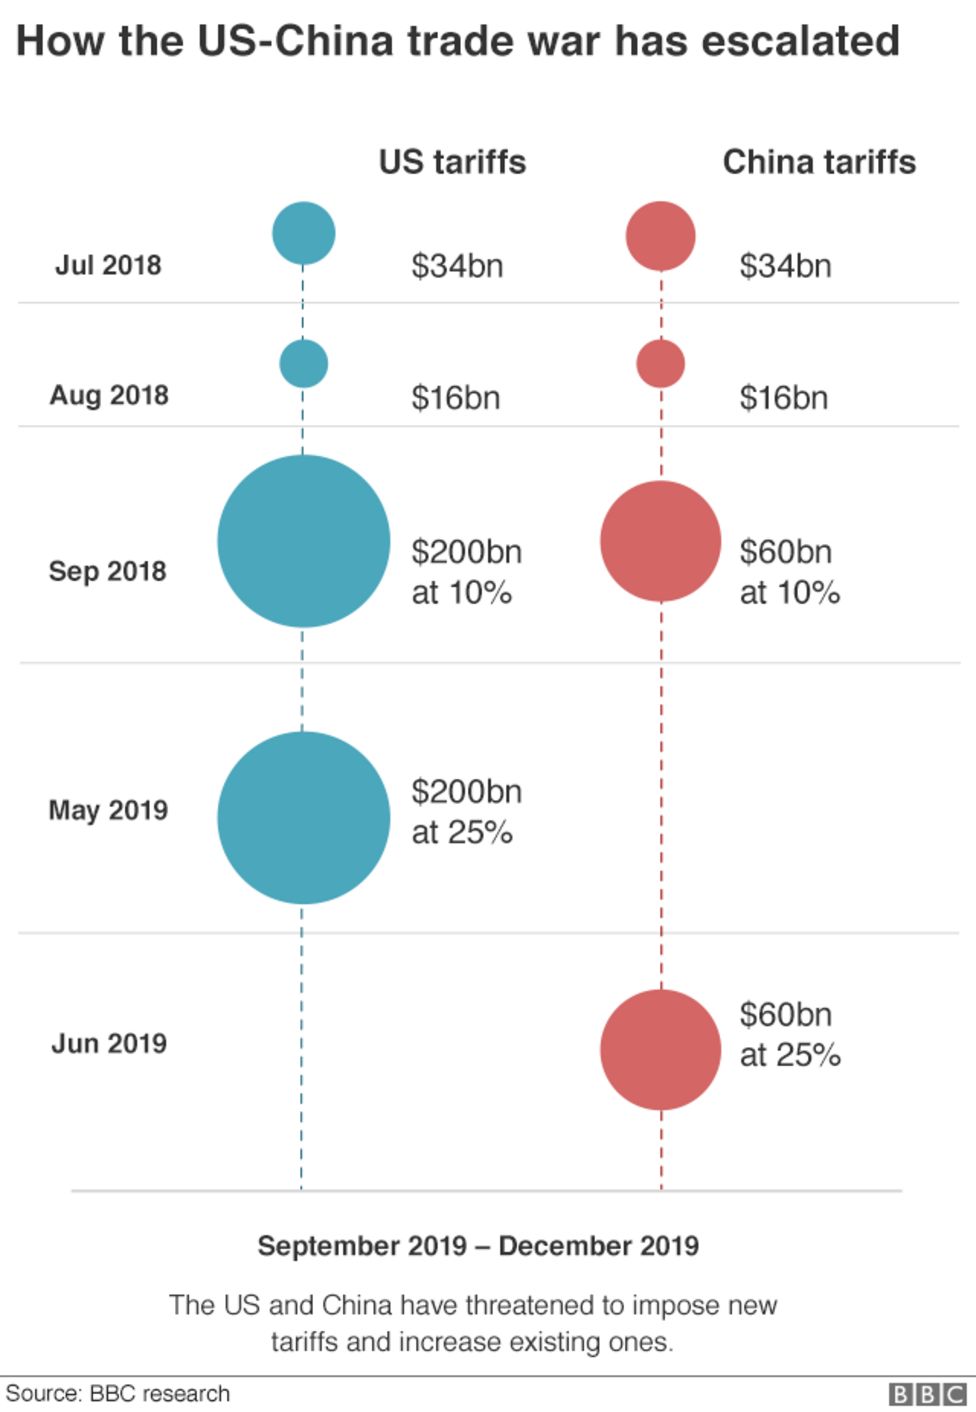 How the US-China trade war has escalated
US tariffs
China tariffs
Jul 2018
$34bn
$34bn
Aug 2018
$16bn
$16bn
Sep 2018
$200bn
at 10%
$60bn
at 10%
May 2019
$200bn
at 25%
Jun 2019
$60bn
at 25%
September 2019 – December 2019
The US and China have threatened to impose new
tariffs and increase existing ones.
Source: BBC research
BBC